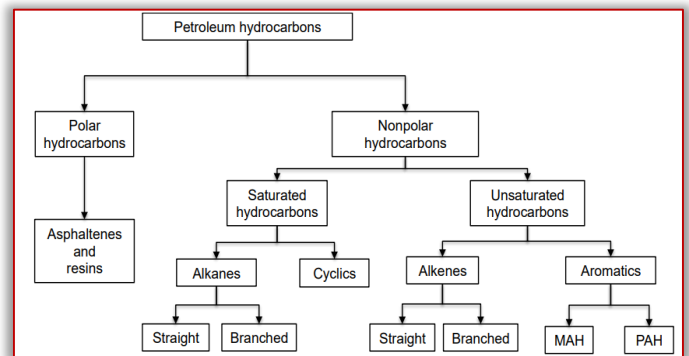 Petroleum hydrocarbons
Polar
hydrocarbons
Nonpolar
hydrocarbons
Saturated
hydrocarbons
Unsaturated
hydrocarbons
Asphaltenes
and
resins
Alkanes
Cyclics
Alkenes
Aromatics
Straight
Branched
Straight
Branched
MAH
PAH